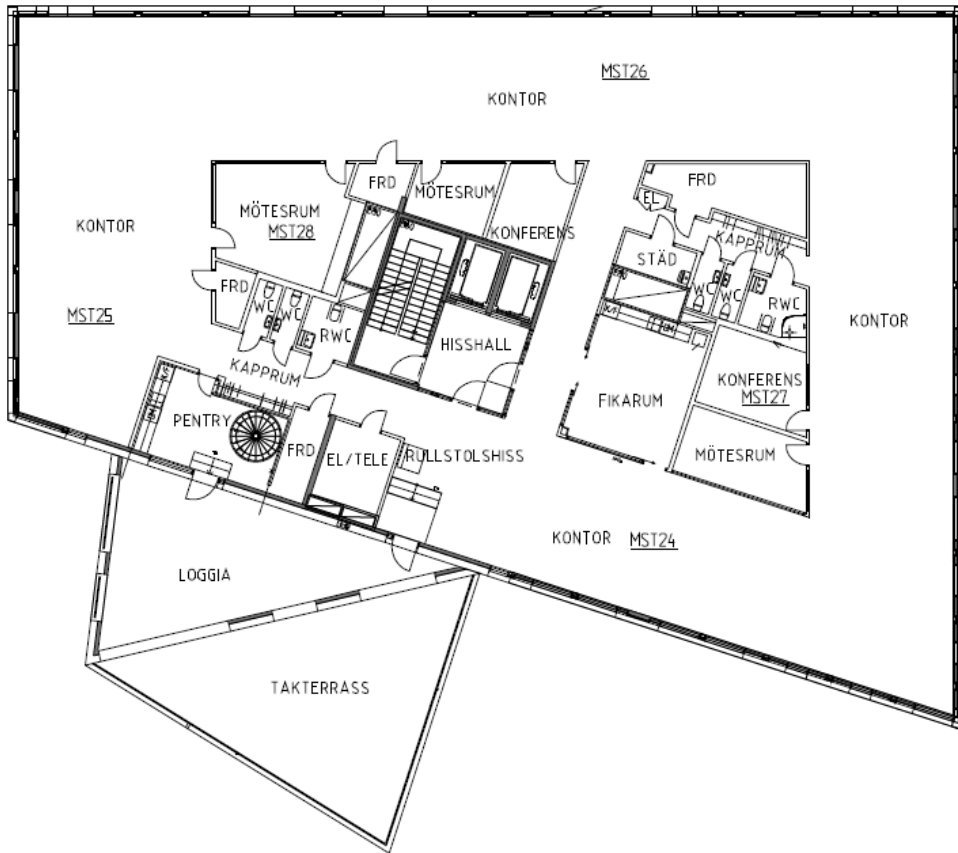 MST26
KONTOR
FRD
MÖTESRUM
FRD
EL
MÖTESRUM
MST28
KONTOR
KONFERENS
KAPPRUM
STÄD
FRD
WC
WC
WC
WC
RWC
MST25
RWC
HISSHALL
KONTOR
KAPPRUM
KONFERENS
MST27
FIKARUM
PENTRY
FRD
EL/TELE
RULLSTOLSHISS
MÖTESRUM
KONTOR
MST24
LOGGIA
TAKTERRASS